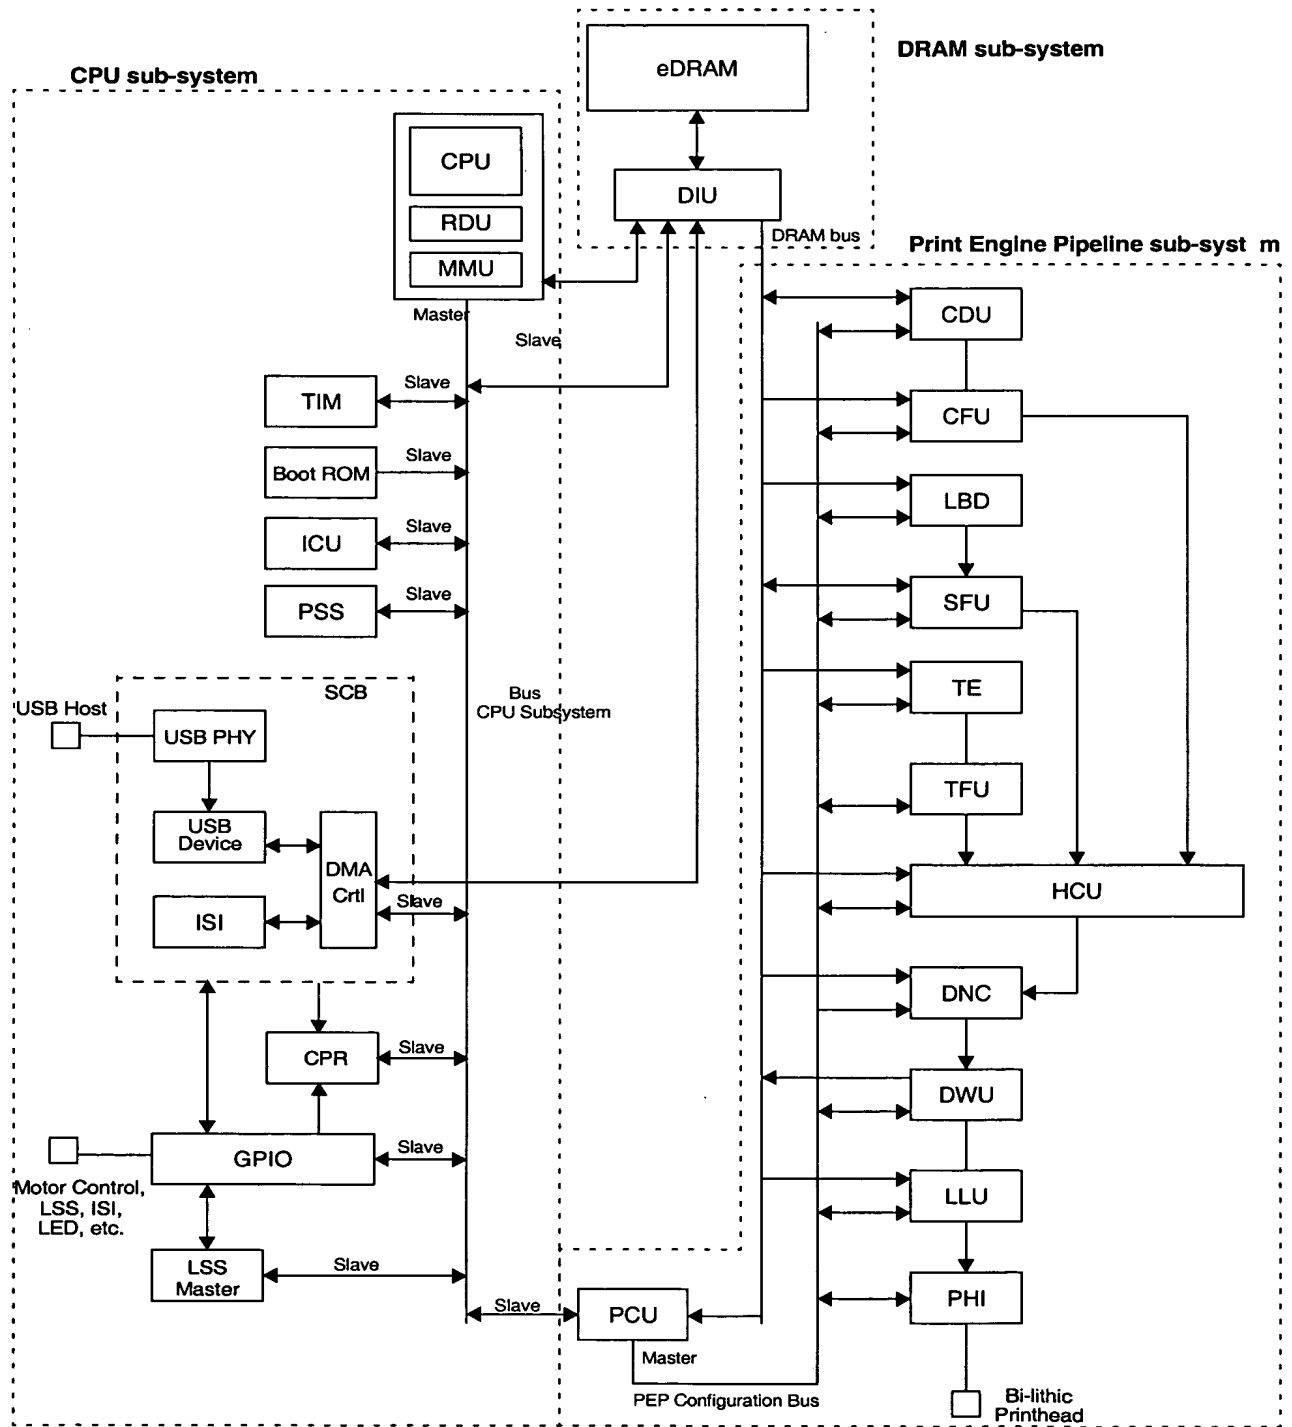 DRAM sub-system
CPU sub-system
eDRAM
CPU
RDU
MMU
DIU
DRAM bus
Print Engine Pipeline sub-syst m
Master
Slave
CDU
TIM
Slave
CFU
Boot ROM
Slave
LBD
ICU
Slave
PSS
Slave
SFU
SCB
Bus
CPU Subsystem
TE
USB Host
USB PHY
TFU
USB
Device
DMA
Crtl
Slave
HCU
ISI
DNC
CPR
Slave
DWU
GPIO
Slave
Motor Control,
LSS, ISI,
LED, etc.
LLU
LSS
Master
Slave
Slave
PCU
PHI
Master
PEP Configuration Bus
Bi-lithic
Printhead